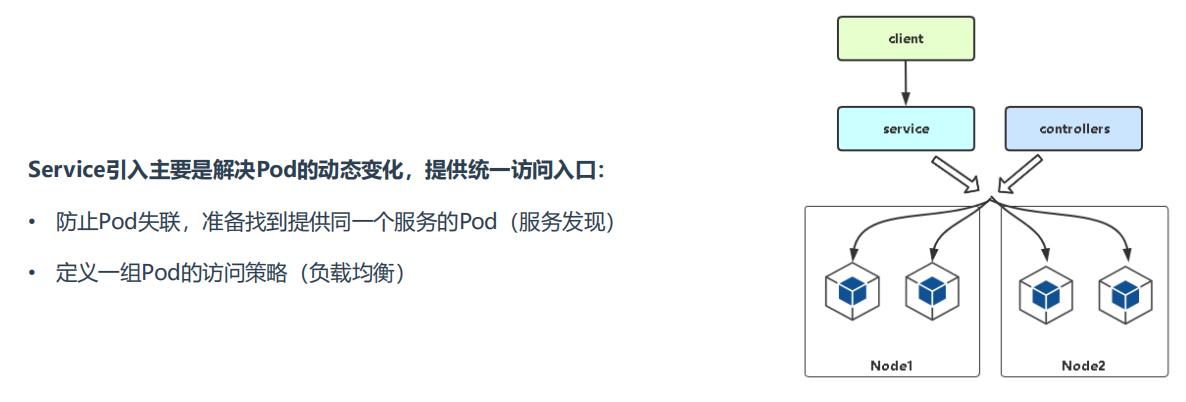 Service引入主要是解决Pod的动态变化，提供统一访问入口：
• 防止Pod失联，准备找到提供同一个服务的Pod（服务发现）
• 定义一组Pod的访问策略（负载均衡）
client
service
controllers
Node1
Node2